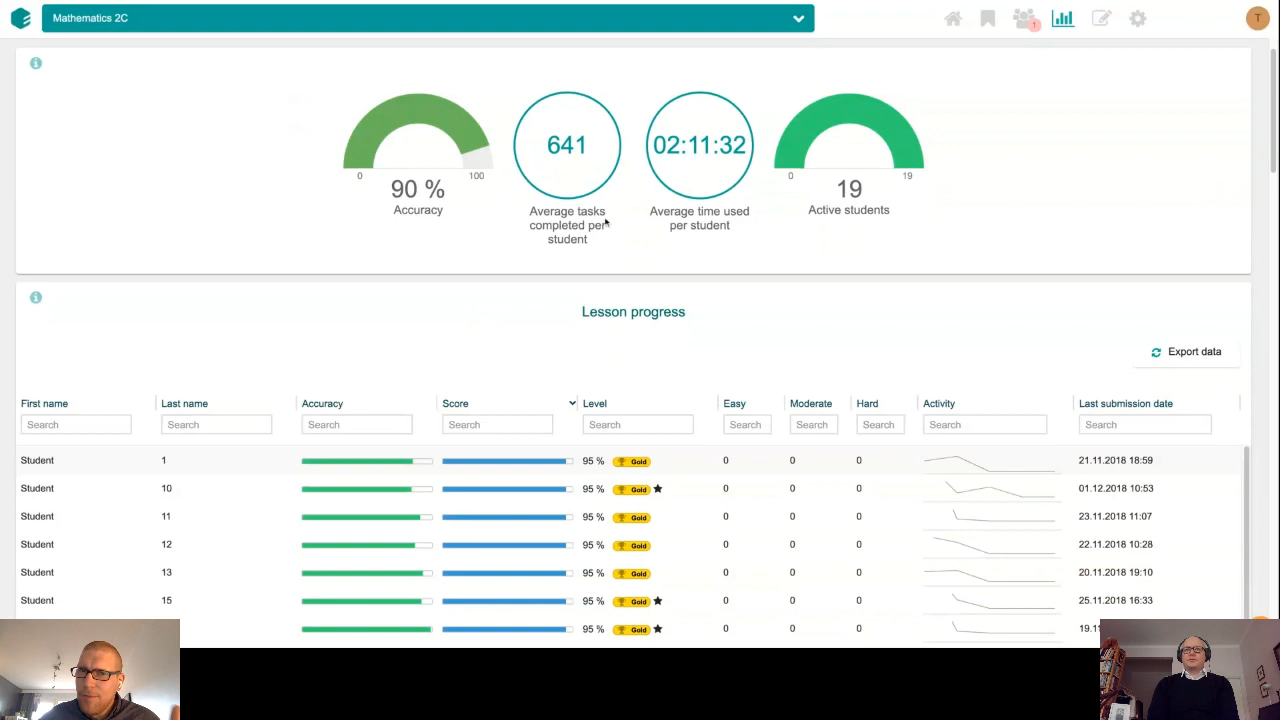 Mathematics 2C
1
T
0 100
90 %
Accuracy
641
Average tasks
completed per
student
02:11:32
Average time used
per student
0 19
19
Active students
Lesson progress
Export data
First name Last name Accuracy Score Level Easy Moderate Hard Activity Last submission date
Search Search Search Search Search Search Search Search Search Search
Student 1 95 % Gold 0 0 0 21.11.2018 18:59
Student 10 95 % Gold 0 0 0 01.12.2018 10:53
Student 11 95 % Gold 0 0 0 23.11.2018 11:07
Student 12 95 % Gold 0 0 0 22.11.2018 10:28
Student 13 95 % Gold 0 0 0 20.11.2018 19:10
Student 15 95 % Gold 0 0 0 25.11.2018 16:33
95 % Gold 0 0 0